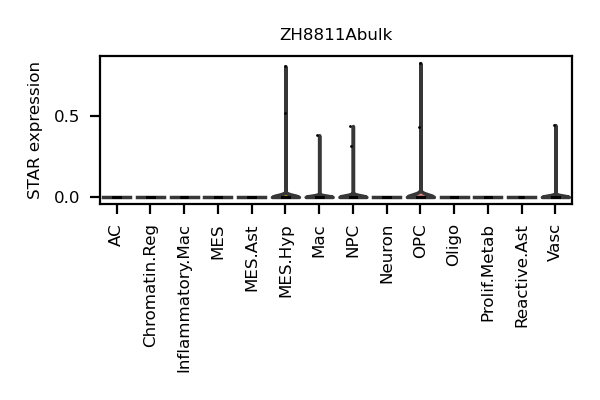 ZH8811Abulk
STAR expression
0.5
0.0
AC
Chromatin.Reg
Inflammatory.Mac
MES
MES.Ast
MES.Hyp
Mac
NPC
Neuron
OPC
Oligo
Prolif.Metab
Reactive.Ast
Vasc